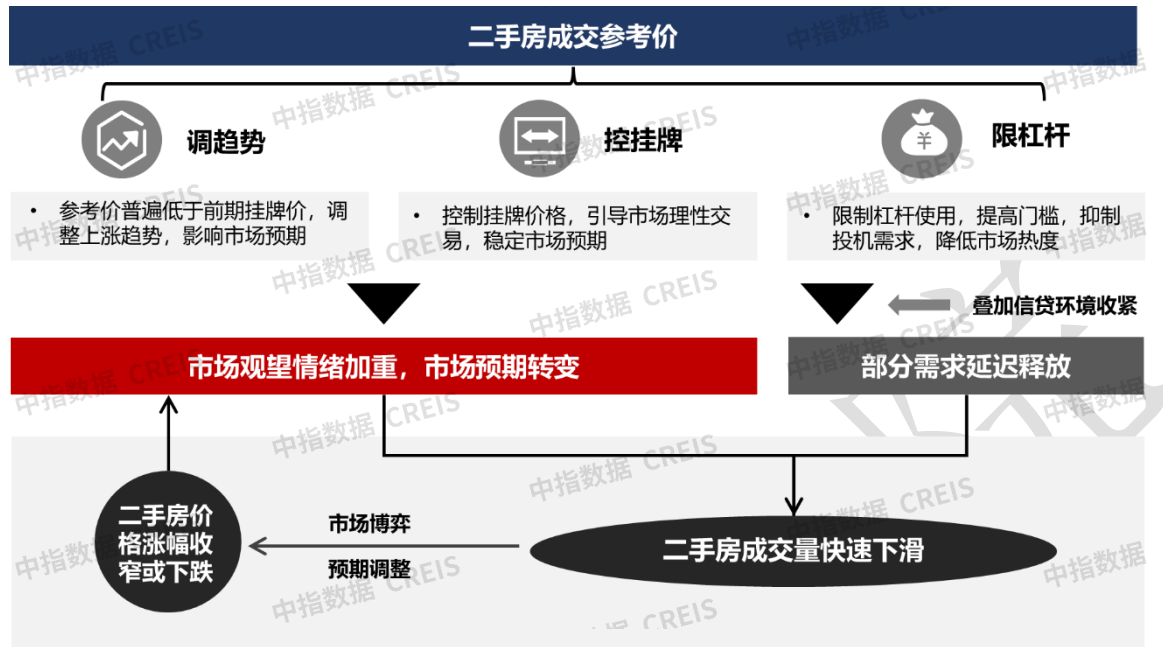 二手房成交参考价
调趋势
控挂牌
限杠杆
• 参考价普遍低于前期挂牌价，调
整上涨趋势，影响市场预期
• 控制挂牌价格，引导市场理性交
易，稳定市场预期
• 限制杠杆使用，提高门槛，抑制
投机需求，降低市场热度
叠加信贷环境收紧
市场观望情绪加重，市场预期转变
部分需求延迟释放
二手房价
格涨幅收
窄或下跌
市场博弈
预期调整
二手房成交量快速下滑
中指数据 CREIS